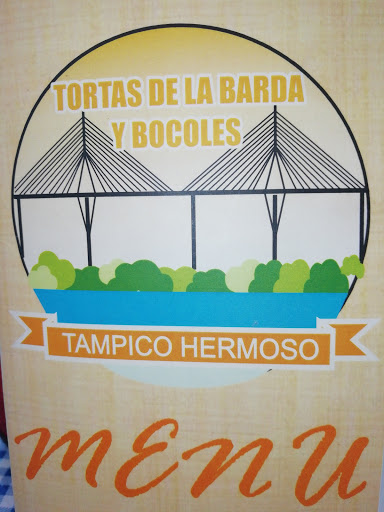 TORTAS DE LA BARDA
Y BOCOLES
TAMPICO HERMOSO
MENU